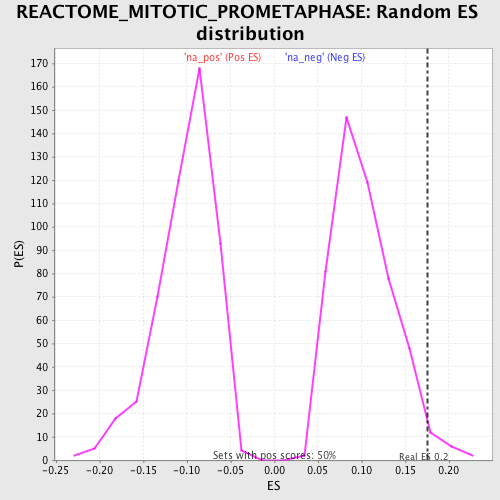 REACTOME_MITOTIC_PROMETAPHASE: Random ES
distribution
'na_pos' (Pos ES) 'na_neg' (Neg ES)
P(ES)
170
160
150
140
130
120
110
100
90
80
70
60
50
40
30
20
10
0
Sets with pos scores: 50%
Real ES 0.2
-0.25 -0.20 -0.15 -0.10 -0.05 0.00 0.05 0.10 0.15 0.20
ES